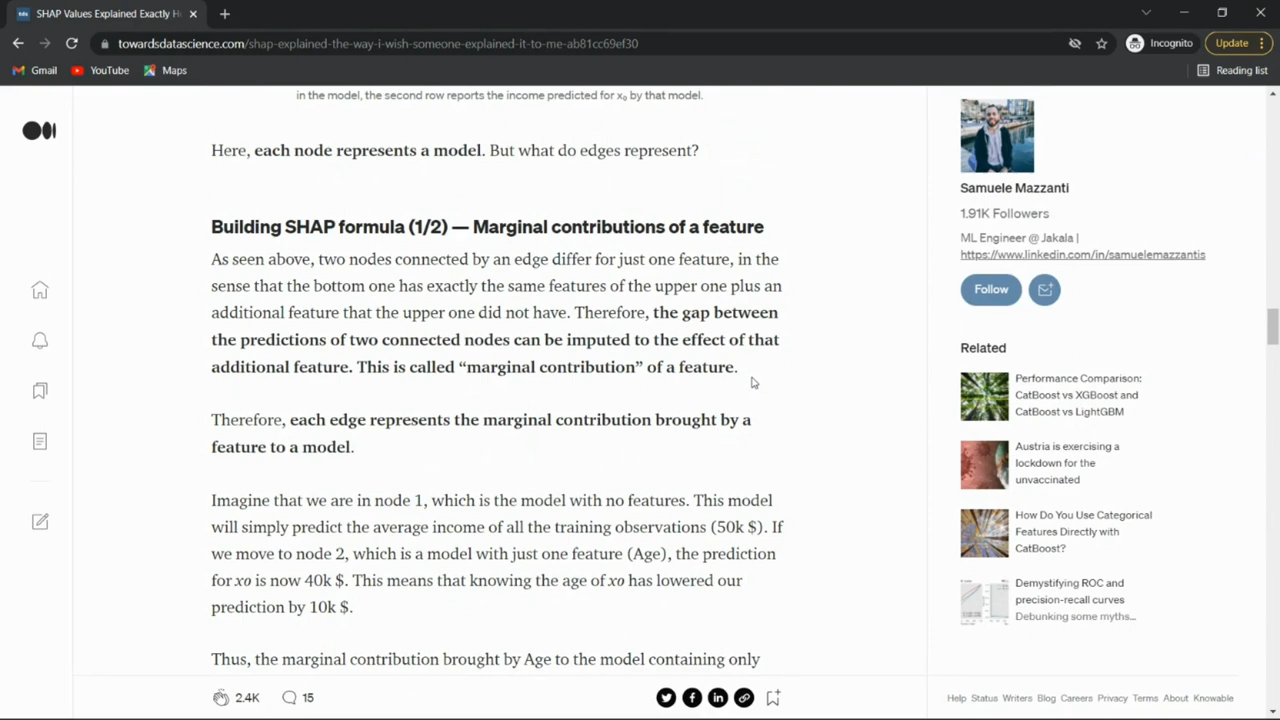 SHAP Values Explained Exactly H
towardsdatascience.com/shap-explained-the-way-i-wish-someone-explained-it-to-me-ab81cc69ef30
Incognito
Update
Gmail
YouTube
Maps
Reading list
in the model, the second row reports the income predicted for x₀ by that model.
Here, each node represents a model. But what do edges represent?
Building SHAP formula (1/2) — Marginal contributions of a feature
As seen above, two nodes connected by an edge differ for just one feature, in the
sense that the bottom one has exactly the same features of the upper one plus an
additional feature that the upper one did not have. Therefore, the gap between
the predictions of two connected nodes can be imputed to the effect of that
additional feature. This is called “marginal contribution” of a feature.
Therefore, each edge represents the marginal contribution brought by a
feature to a model.
Imagine that we are in node 1, which is the model with no features. This model
will simply predict the average income of all the training observations (50k $). If
we move to node 2, which is a model with just one feature (Age), the prediction
for xo is now 40k $. This means that knowing the age of xo has lowered our
prediction by 10k $.
Thus, the marginal contribution brought by Age to the model containing only
2.4K
15
Samuele Mazzanti
1.91K Followers
ML Engineer @ Jakala |
https://www.linkedin.com/in/samuelemazzantis
Follow
Related
Performance Comparison:
CatBoost vs XGBoost and
CatBoost vs LightGBM
Austria is exercising a
lockdown for the
unvaccinated
How Do You Use Categorical
Features Directly with
CatBoost?
Demystifying ROC and
precision-recall curves
Debunking some myths…
Help Status Writers Blog Careers Privacy Terms About Knowable